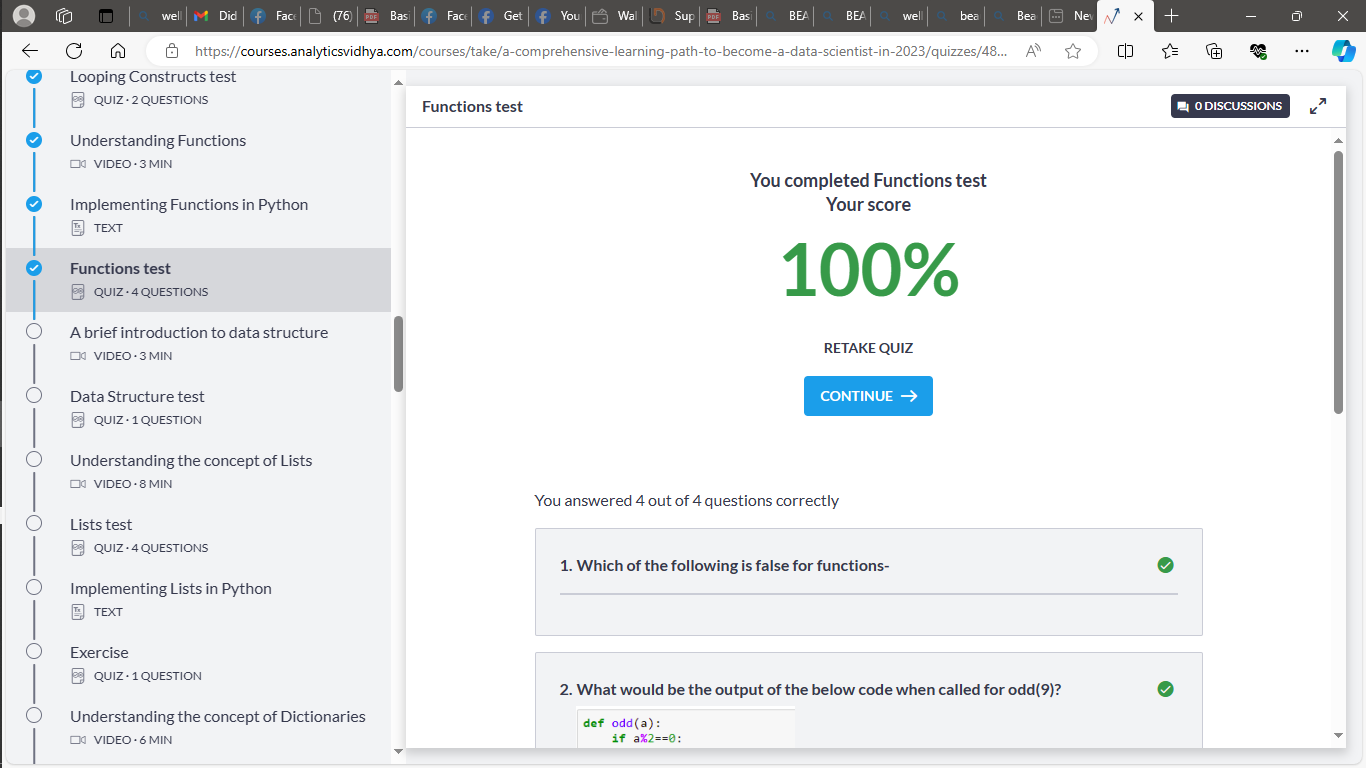 well
Did
Face
(76)
Basi
Face
Get
You
Wal
Sup
Basi
BEA
BEA
well
bea
Bea
Nev
https://courses.analyticsvidhya.com/courses/take/a-comprehensive-learning-path-to-become-a-data-scientist-in-2023/quizzes/48...
Looping Constructs test
QUIZ · 2 QUESTIONS
Understanding Functions
VIDEO · 3 MIN
Implementing Functions in Python
TEXT
Functions test
QUIZ · 4 QUESTIONS
A brief introduction to data structure
VIDEO · 3 MIN
Data Structure test
QUIZ · 1 QUESTION
Understanding the concept of Lists
VIDEO · 8 MIN
Lists test
QUIZ · 4 QUESTIONS
Implementing Lists in Python
TEXT
Exercise
QUIZ · 1 QUESTION
Understanding the concept of Dictionaries
VIDEO · 6 MIN
Functions test
0 DISCUSSIONS
You completed Functions test
Your score
100%
RETAKE QUIZ
CONTINUE →
You answered 4 out of 4 questions correctly
1. Which of the following is false for functions-
2. What would be the output of the below code when called for odd(9)?
def odd(a):
if a%2==0: